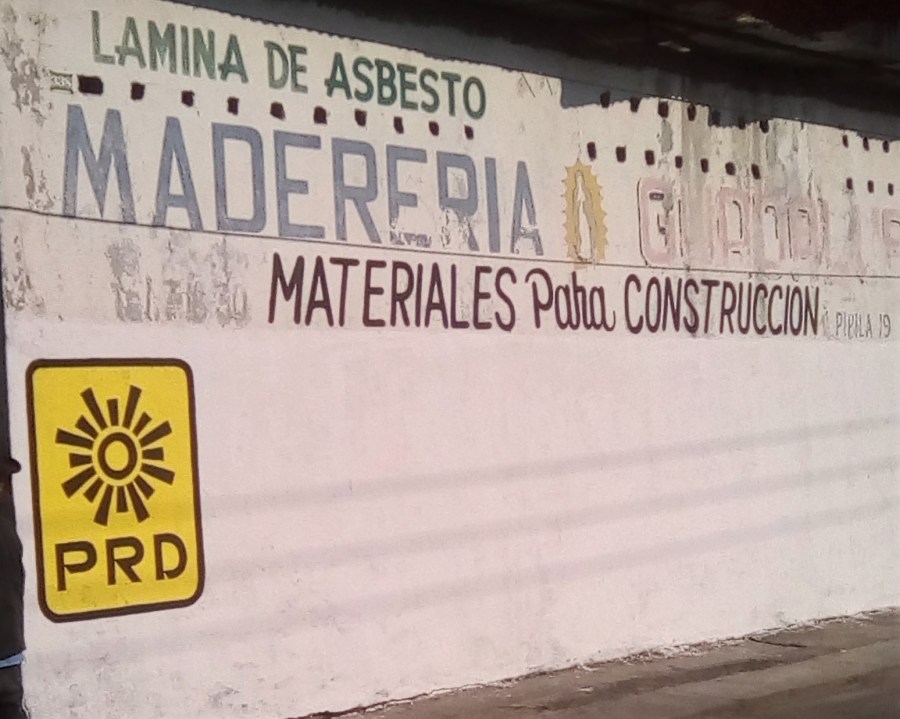 LAMINA DE ASBESTO
MADERERIA
MATERIALES Para CONSTRUCCION
PIPILA 19
PRD